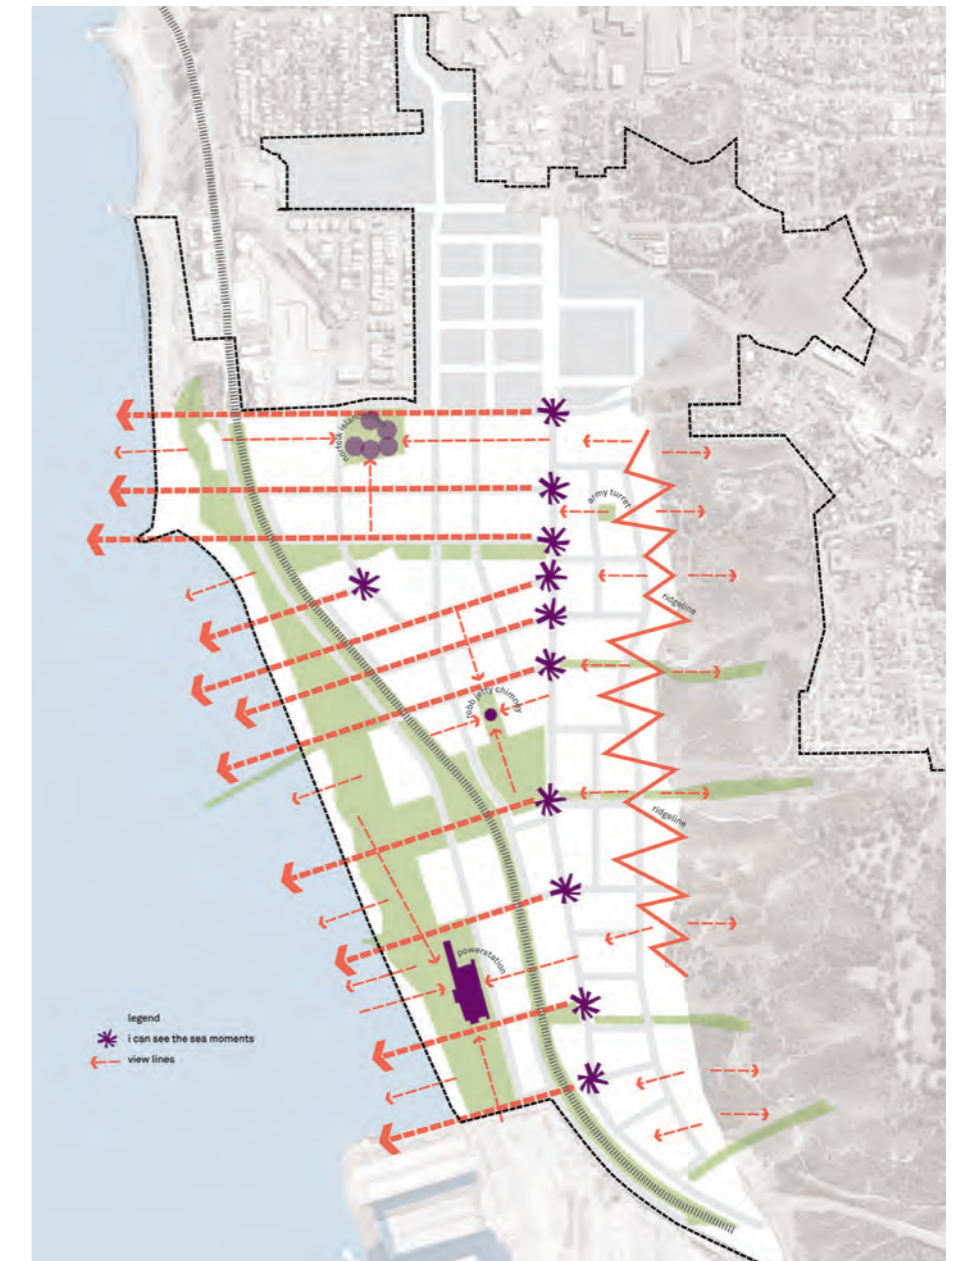 norfolk island
army turret
ridgeline
robb jetty chimney
ridgeline
powerstation
legend
i can see the sea moments
view lines